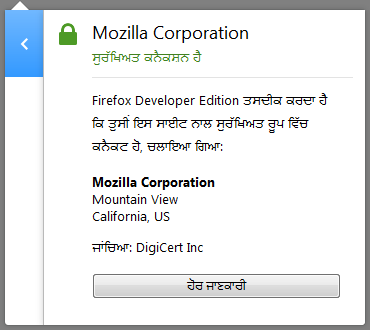 Mozilla Corporation
ਸੁਰੱਖਿਅਤ ਕਨੈਕਸ਼ਨ ਹੈ
Firefox Developer Edition ਤਸਦੀਕ ਕਰਦਾ ਹੈ
ਕਿ ਤੁਸੀਂ ਇਸ ਸਾਈਟ ਨਾਲ ਸੁਰੱਖਿਅਤ ਰੂਪ ਵਿੱਚ
ਕਨੈਕਟ ਹੋ, ਚਲਾਇਆ ਗਿਆ:
Mozilla Corporation
Mountain View
California, US
ਜਾਂਚਿਆ: DigiCert Inc
ਹੋਰ ਜਾਣਕਾਰੀ